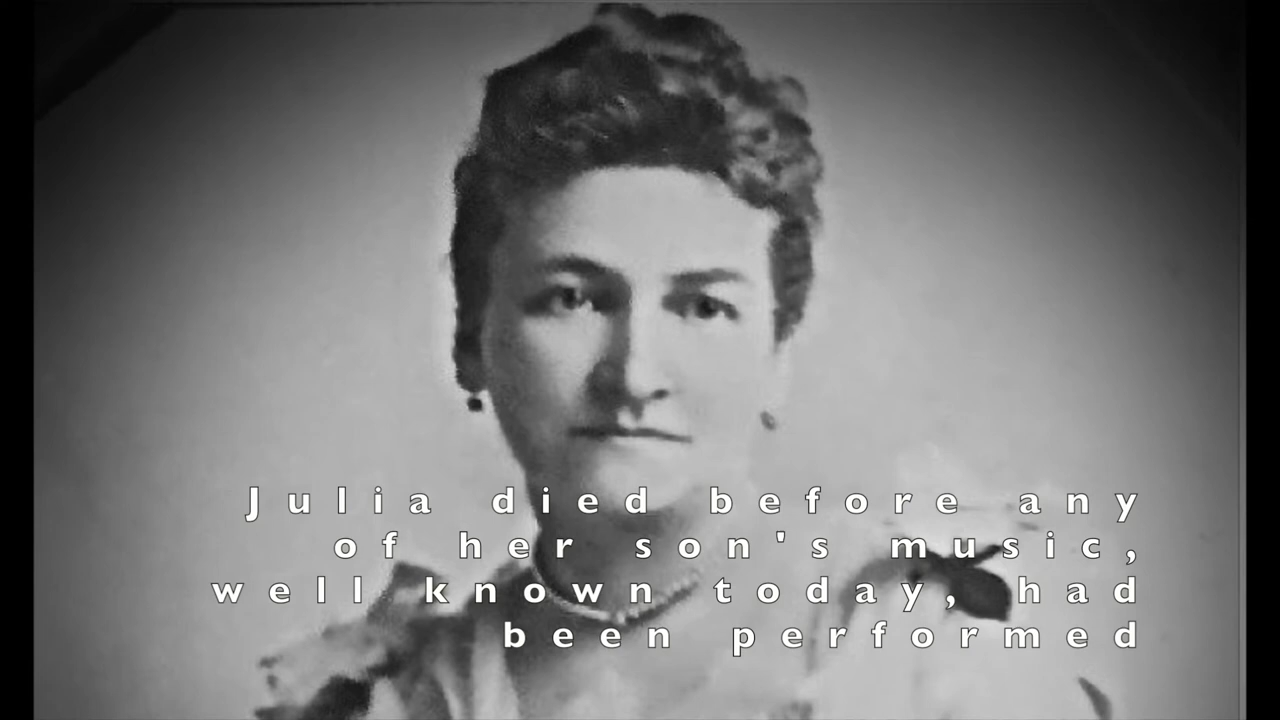 Julia died before any
of her son's music,
well known today, had
been performed